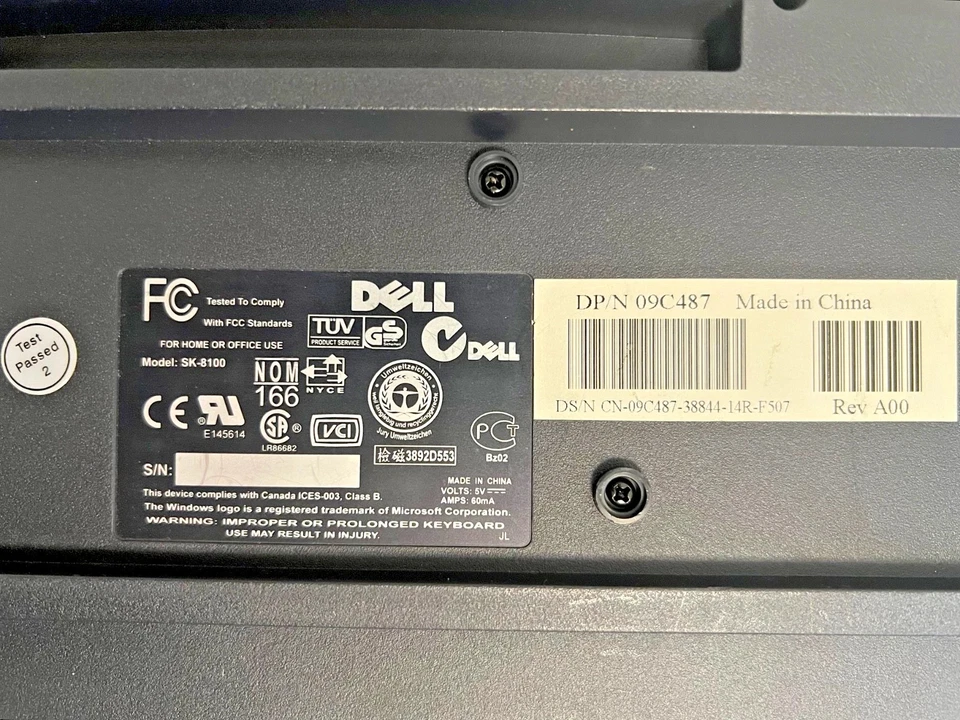 Test
Passed
2
FC
Tested To Comply
With FCC Standards
FOR HOME OR OFFICE USE
Model: SK-8100
DELL
TÜV
PRODUCT SERVICE
GS
DELL
NOM
166
NYCE
CE
UR
®
E145614
SP
®
LR86682
VCI
Umweltzeichen
Jury Umweltzeichen
检磁3892D553
PCT
Bz02
S/N:
MADE IN CHINA
VOLTS: 5V
AMPS: 60mA
This device complies with Canada ICES-003, Class B.
The Windows logo is a registered trademark of Microsoft Corporation.
WARNING: IMPROPER OR PROLONGED KEYBOARD
USE MAY RESULT IN INJURY.
JL
DP/N 09C487 Made in China
DS/N CN-09C487-38844-14R-F507
Rev A00